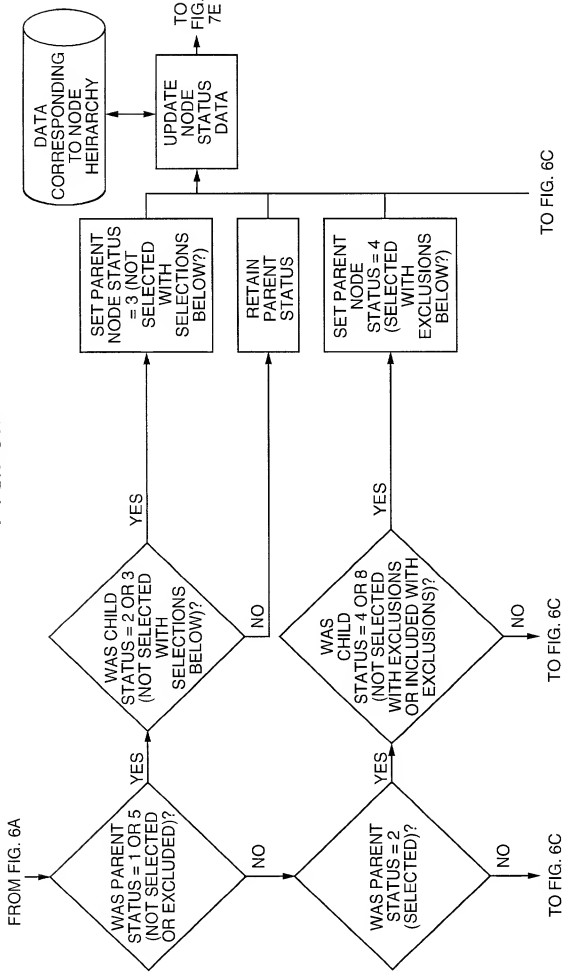 FROM FIG. 6A
WAS PARENT
STATUS = 1 OR 5
(NOT SELECTED
OR EXCLUDED)?
YES
NO
WAS CHILD
STATUS = 2 OR 3
(NOT SELECTED
WITH
SELECTIONS
BELOW)?
YES
NO
SET PARENT
NODE STATUS
= 3 (NOT
SELECTED
WITH
SELECTIONS
BELOW?)
RETAIN
PARENT
STATUS
DATA
CORRESPONDING
TO NODE
HEIRARCHY
UPDATE
NODE
STATUS
DATA
TO
FIG.
7E
WAS PARENT
STATUS = 2
(SELECTED)?
YES
NO
TO FIG. 6C
WAS
CHILD
STATUS = 4 OR 8
(NOT SELECTED
WITH EXCLUSIONS
OR INCLUDED WITH
EXCLUSIONS)?
YES
NO
TO FIG. 6C
SET PARENT
NODE
STATUS = 4
(SELECTED
WITH
EXCLUSIONS
BELOW?)
TO FIG. 6C